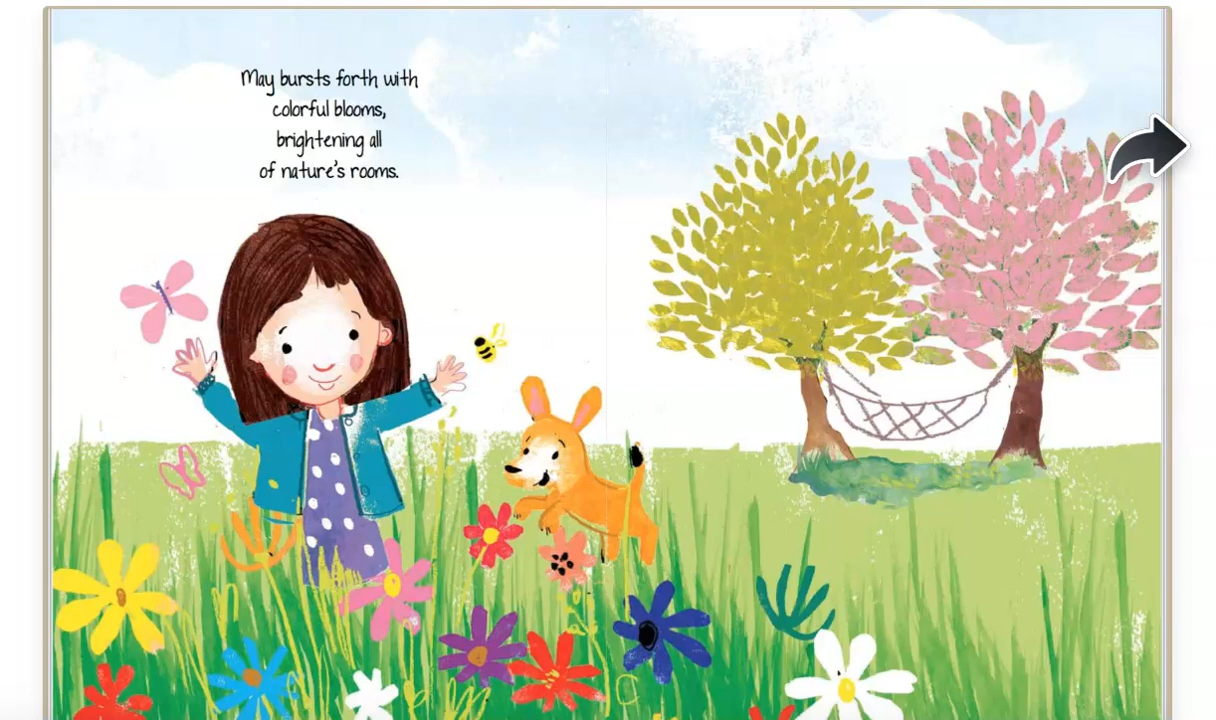 May bursts forth with
colorful blooms,
brightening all
of nature's rooms.